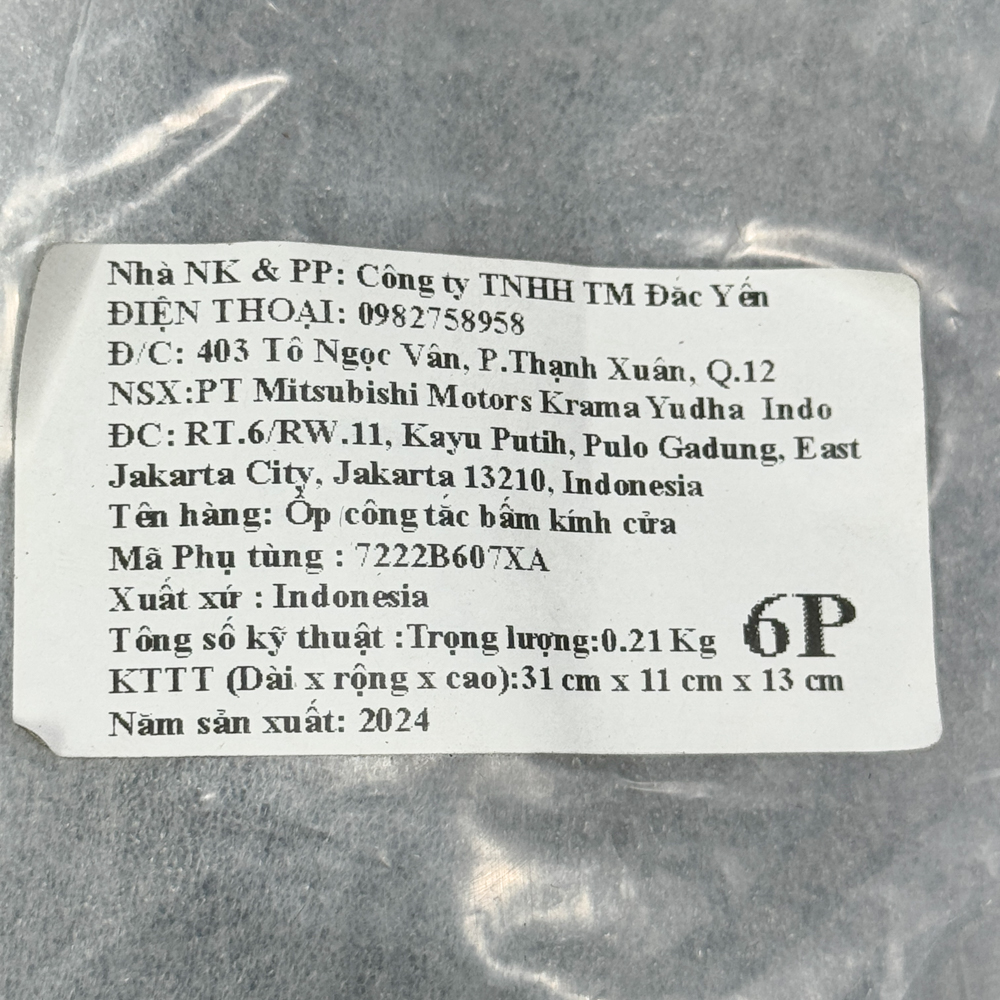 Nhà NK & PP: Công ty TNHH TM Đắc Yến
ĐIỆN THOẠI: 0982758958
Đ/C: 403 Tô Ngọc Vân, P.Thạnh Xuân, Q.12
NSX:PT Mitsubishi Motors Krama Yudha Indo
ĐC: RT.6/RW.11, Kayu Putih, Pulo Gadung, East
Jakarta City, Jakarta 13210, Indonesia
Tên hàng: Ốp công tắc bấm kính cửa
Mã Phụ tùng : 7222B607XA
Xuất xứ : Indonesia
Tông số kỹ thuật :Trọng lượng:0.21 Kg 6P
KTTT (Dài x rộng x cao):31 cm x 11 cm x 13 cm
Năm sản xuất: 2024